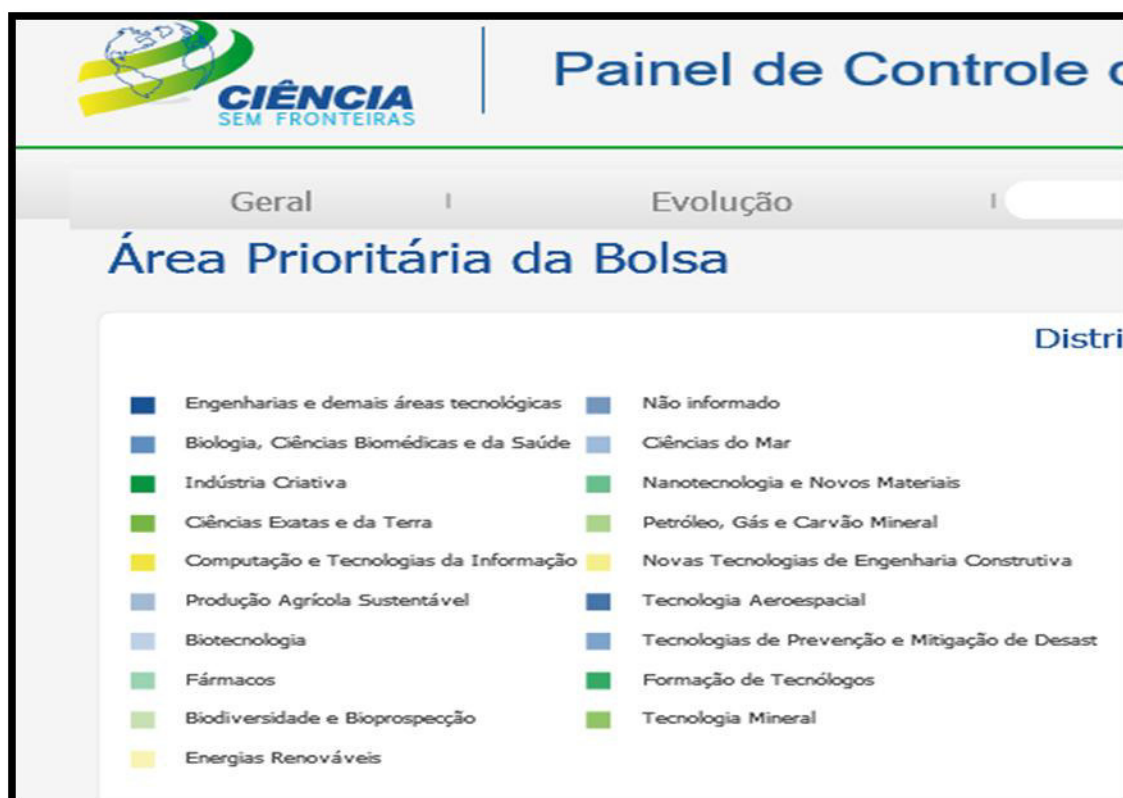 CIÊNCIA
SEM FRONTEIRAS
Painel de Controle
Geral
Evolução
Área Prioritária da Bolsa
Distri
Engenharias e demais áreas tecnológicas
Biologia, Ciências Biomédicas e da Saúde
Indústria Criativa
Ciências Exatas e da Terra
Computação e Tecnologias da Informação
Produção Agrícola Sustentável
Biotecnologia
Fármacos
Biodiversidade e Bioprospecção
Energias Renováveis
Não informado
Ciências do Mar
Nanotecnologia e Novos Materiais
Petróleo, Gás e Carvão Mineral
Novas Tecnologias de Engenharia Construtiva
Tecnologia Aeroespacial
Tecnologias de Prevenção e Mitigação de Desast
Formação de Tecnólogos
Tecnologia Mineral